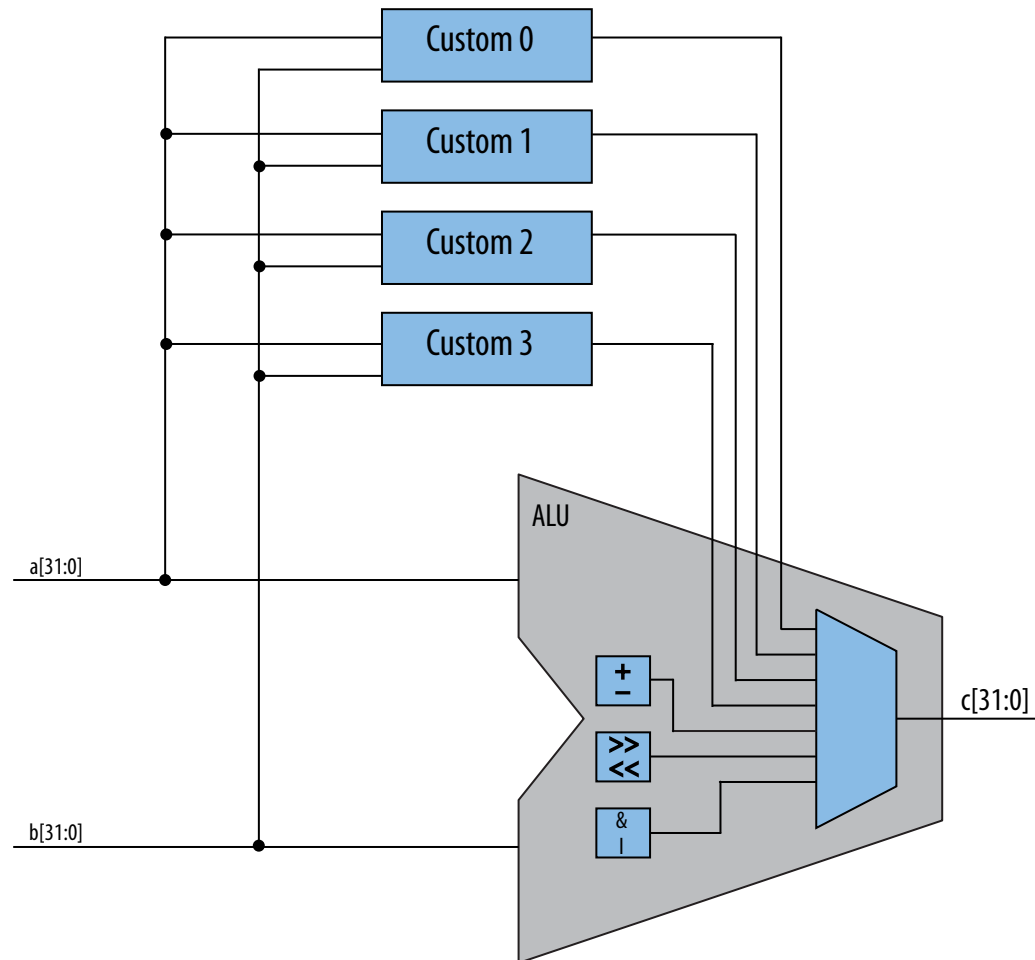 Custom 0
Custom 1
Custom 2
Custom 3
ALU
a[31:0]
+
−
c[31:0]
>>
<<
&
|
b[31:0]